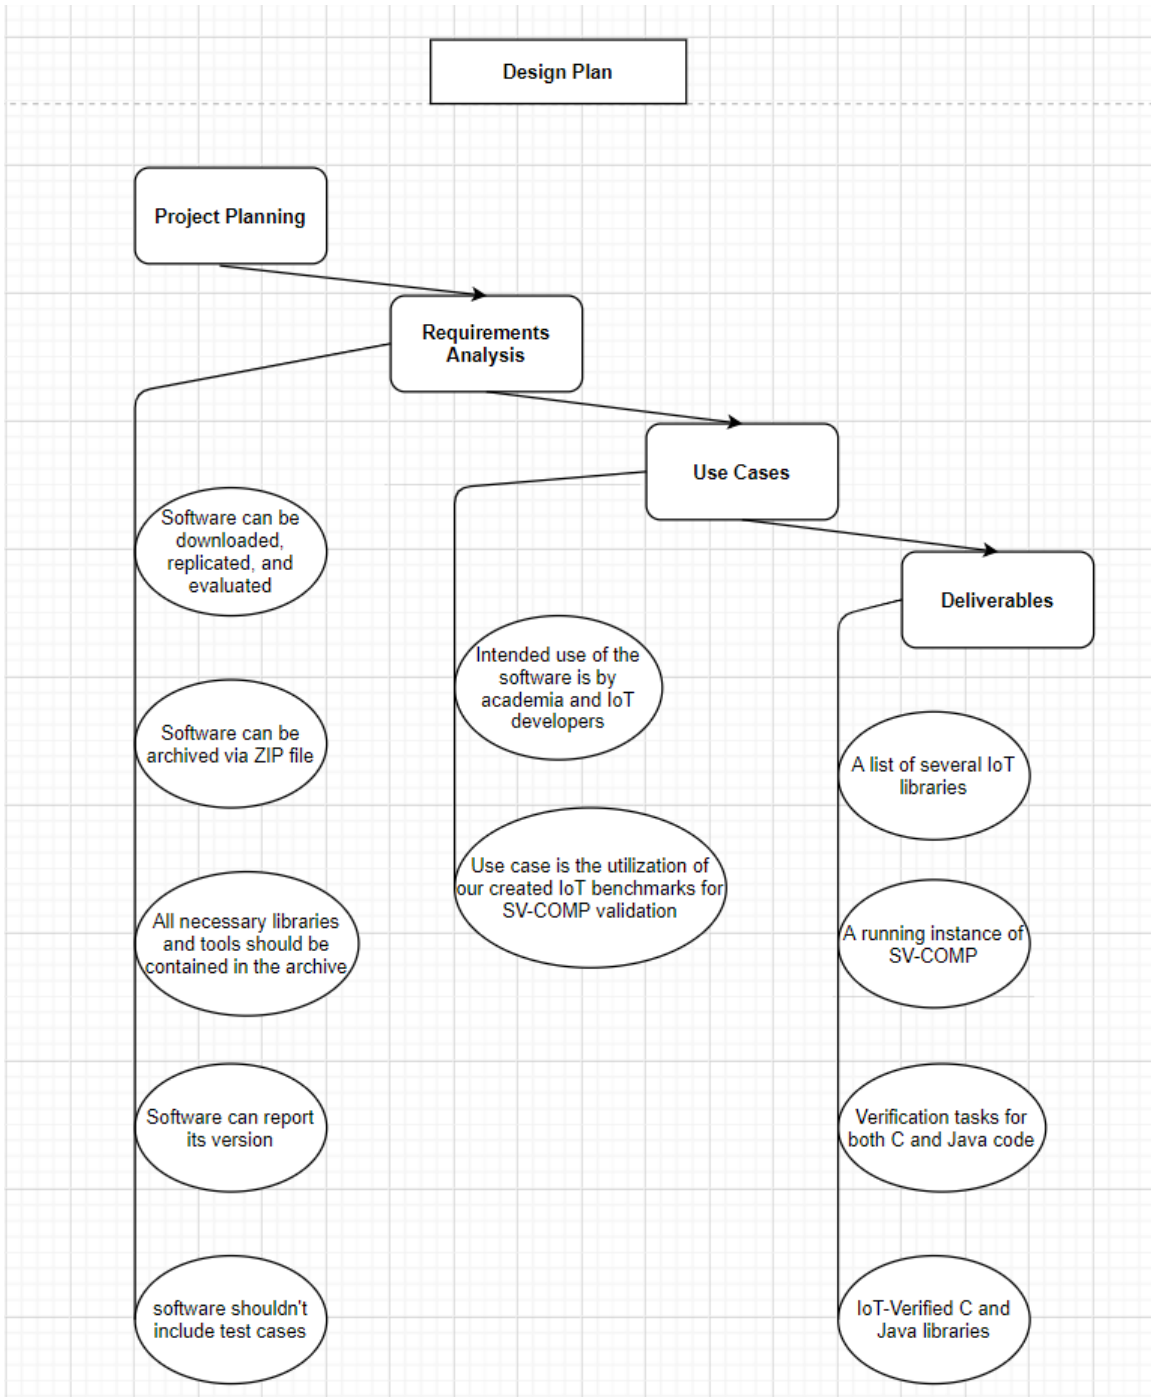 Design Plan
Project Planning
Requirements
Analysis
Use Cases
Deliverables
Software can be
downloaded,
replicated, and
evaluated
Software can be
archived via ZIP file
All necessary libraries
and tools should be
contained in the archive
Software can report
its version
software shouldn't
include test cases
Intended use of the
software is by
academia and IoT
developers
Use case is the utilization of
our created IoT benchmarks for
SV-COMP validation
A list of several IoT
libraries
A running instance of
SV-COMP
Verification tasks for
both C and Java code
IoT-Verified C and
Java libraries